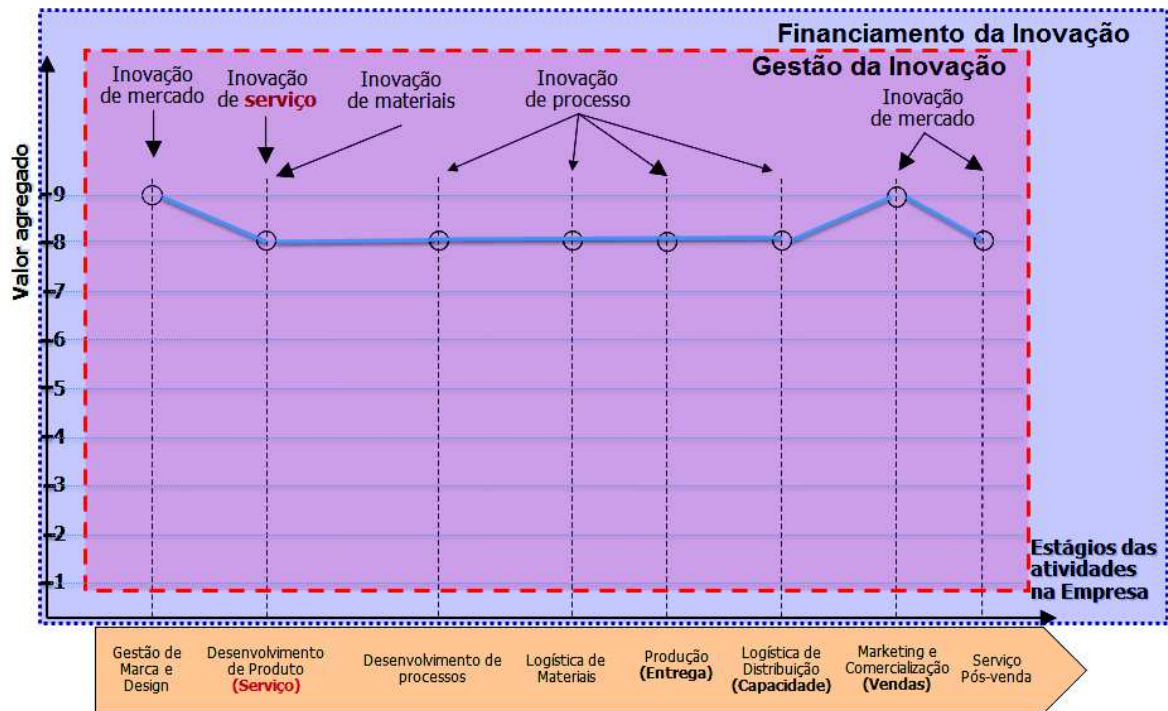 Financiamento da Inovação
Gestão da Inovação
Inovação
de mercado
Inovação
de serviço
Inovação
de materiais
Inovação
de processo
Inovação
de mercado
Valor agregado
9
8
7
6
5
4
3
2
1
Estágios das
atividades
na Empresa
Gestão de
Marca e
Design
Desenvolvimento
de Produto
(Serviço)
Desenvolvimento de
processos
Logística de
Materiais
Produção
(Entrega)
Logística de
Distribuição
(Capacidade)
Marketing e
Comercialização
(Vendas)
Serviço
Pós-venda